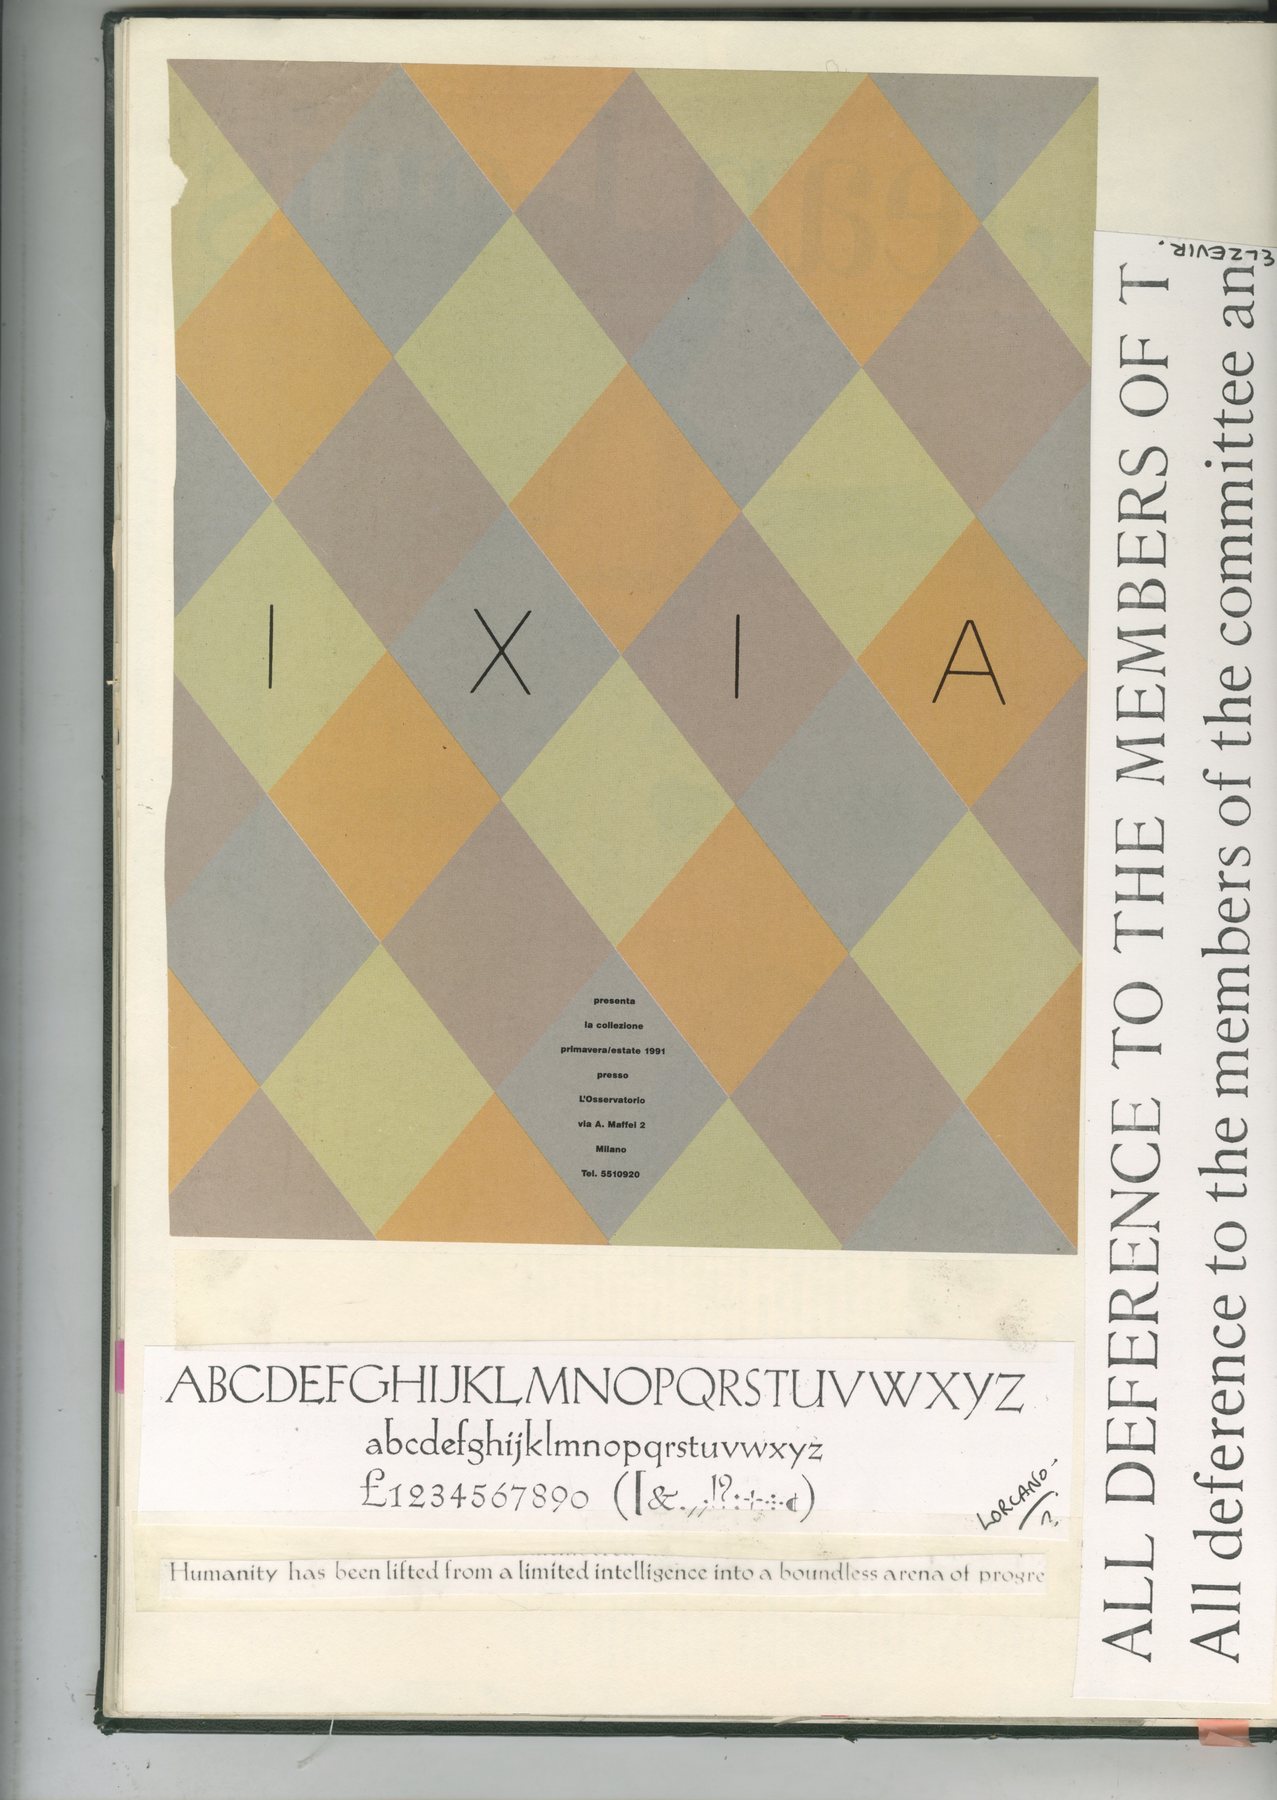 I X I A
presenta
la collezione
primavera/estate 1991
presso
L'Osservatorio
via A. Maffei 2
Milano
Tel. 5510920
ABCDEFGHIJKLMNOPQRSTUVWXYZ
abcdefghijklmnopqrstuvwxyz
£1234567890 ([&.,;!?:+-÷)
LORCANO-
?.
Humanity has been lifted from a limited intelligence into a boundless arena of progre
ELZEVIR.
ALL DEFERENCE TO THE MEMBERS OF T
All deference to the members of the committee an